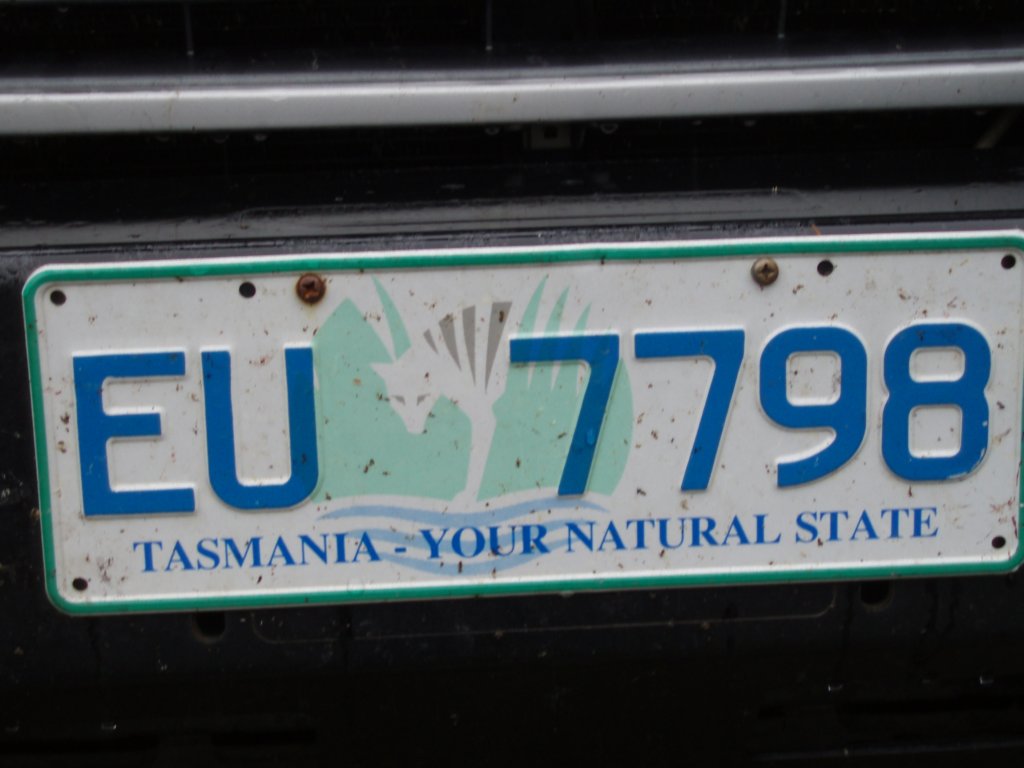 EU 7798
TASMANIA - YOUR NATURAL STATE